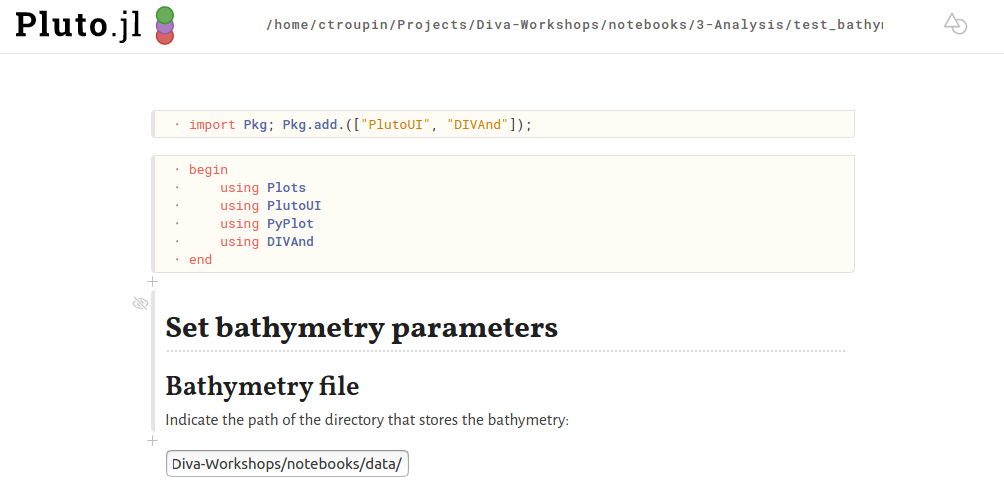 Pluto.jl
/home/ctroupin/Projects/Diva-Workshops/notebooks/3-Analysis/test_bathy
import Pkg; Pkg.add.(["PlutoUI", "DIVAnd"]);
begin
using Plots
using PlutoUI
using PyPlot
using DIVAnd
end
Set bathymetry parameters
Bathymetry file
Indicate the path of the directory that stores the bathymetry:
Diva-Workshops/notebooks/data/